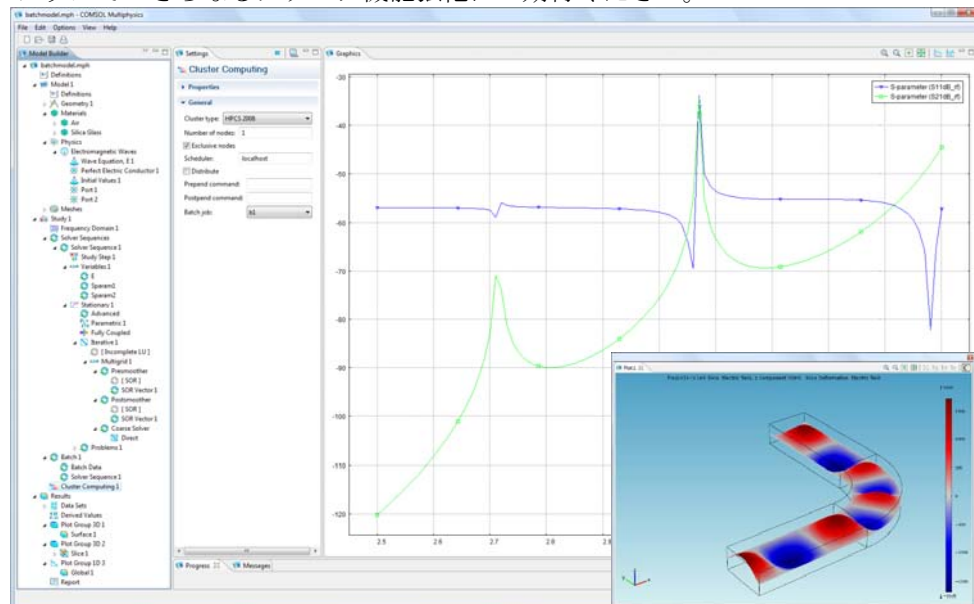 batchmodel.mph - COMSOL Multiphysics
File Edit Options View Help
Model Builder
batchmodel.mph
Definitions
Model 1
Definitions
Geometry 1
Materials
Air
Silica Glass
Physics
Electromagnetic Waves
Wave Equation, E 1
Perfect Electric Conductor 1
Initial Values 1
Port 1
Port 2
Meshes
Study 1
Frequency Domain 1
Solver Sequences
Solver Sequence 1
Study Step 1
Variables 1
E
Sparam1
Sparam2
Stationary 1
Advanced
Parametric 1
Fully Coupled
Iterative 1
[Incomplete LU]
Multigrid 1
Presmoother
[SOR]
SOR Vector 1
Postsmoother
[SOR]
SOR Vector 1
Coarse Solver
Direct
Problems 1
Batch 1
Batch Data
Solver Sequence 1
Cluster Computing 1
Results
Data Sets
Derived Values
Plot Group 3D 1
Surface 1
Plot Group 3D 2
Slice 1
Plot Group 1D 3
Global 1
Report
Settings
Cluster Computing
Properties
General
Cluster type: HPCS 2008
Number of nodes: 1
Exclusive nodes
Scheduler: localhost
Distribute
Prepend command:
Postpend command:
Batch job: b1
Progress
Messages
Graphics
S-parameter (S11dB_rf)
S-parameter (S21dB_rf)
-30
-40
-50
-60
-70
-80
-90
-100
-110
-120
2.5 2.6 2.7 2.8
Plot 1
y x